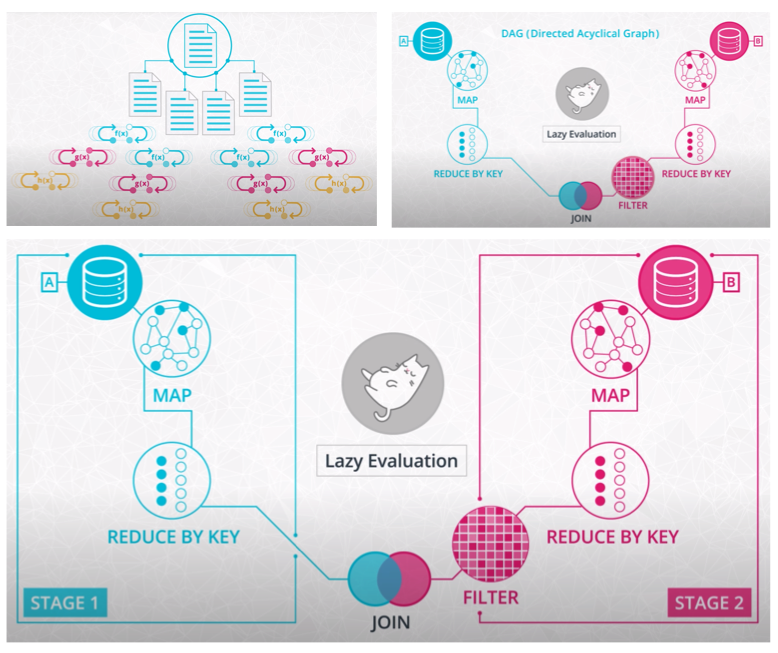 f(x)
f(x)
g(x)
f(x)
f(x)
g(x)
h(x)
g(x)
g(x)
h(x)
h(x)
h(x)
DAG (Directed Acyclical Graph)
A
B
MAP
MAP
Lazy Evaluation
REDUCE BY KEY
REDUCE BY KEY
FILTER
JOIN
A
B
MAP
MAP
Lazy Evaluation
REDUCE BY KEY
REDUCE BY KEY
FILTER
STAGE 1
STAGE 2
JOIN